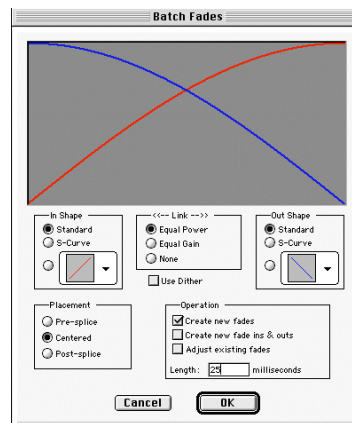 Batch Fades
In Shape
Standard
S-Curve
<<-- Link -->>
Equal Power
Equal Gain
None
Use Dither
Out Shape
Standard
S-Curve
Placement
Pre-splice
Centered
Post-splice
Operation
Create new fades
Create new fade ins & outs
Adjust existing fades
Length: 25 milliseconds
Cancel OK